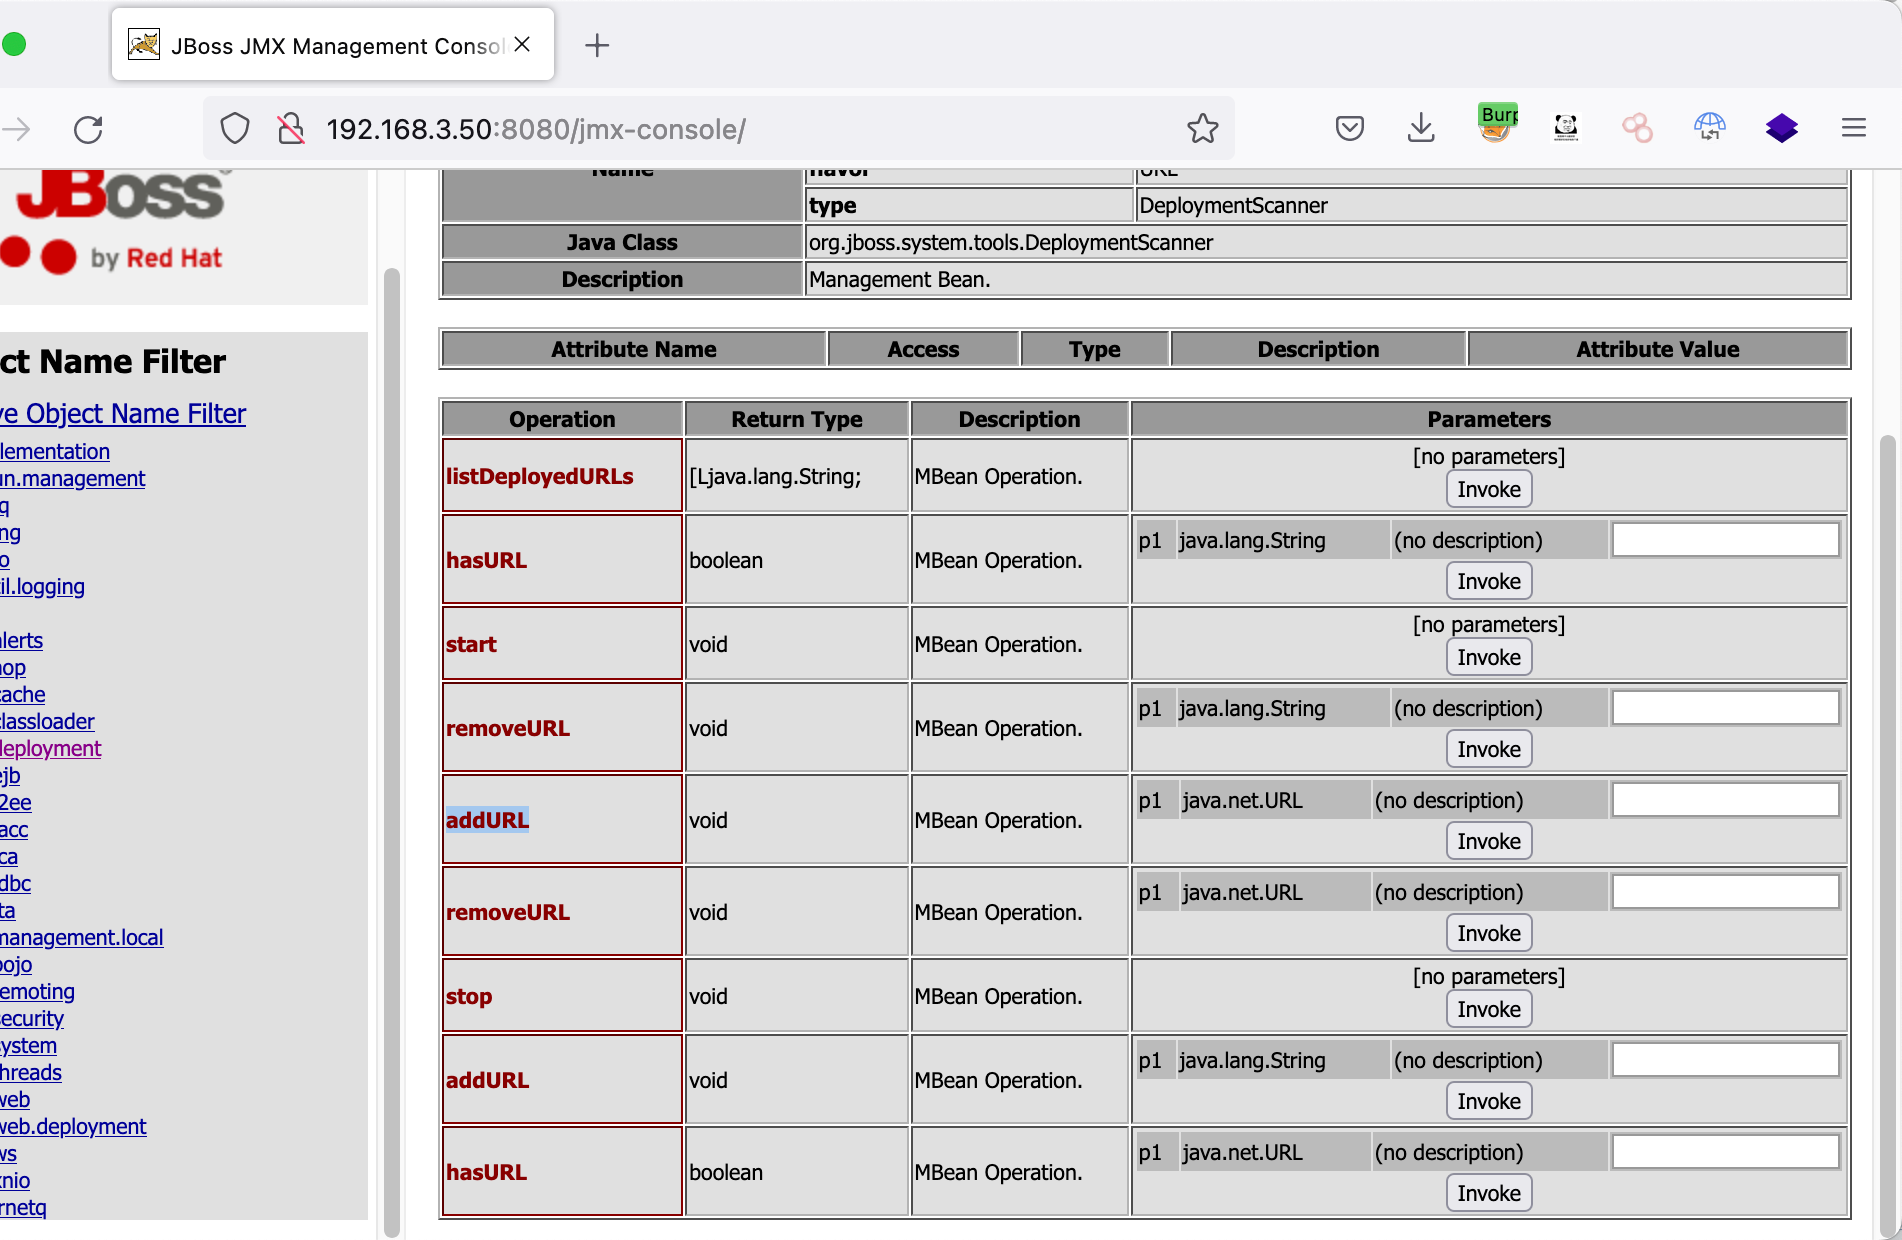 JBoss JMX Management Consol
192.168.3.50:8080/jmx-console/
Burp
JBoss
by Red Hat
ct Name Filter
ve Object Name Filter
lementation
un.management
q
ng
o
il.logging
lerts
op
cache
classloader
deployment
ejb
2ee
acc
ca
dbc
ta
management.local
pojo
emoting
security
system
hreads
web
web.deployment
ws
xnio
rnetq
Name flavor URL
type DeploymentScanner
Java Class org.jboss.system.tools.DeploymentScanner
Description Management Bean.
Attribute Name Access Type Description Attribute Value
Operation Return Type Description Parameters
listDeployedURLs [Ljava.lang.String; MBean Operation. [no parameters]
Invoke
hasURL boolean MBean Operation. p1 java.lang.String (no description)
Invoke
start void MBean Operation. [no parameters]
Invoke
removeURL void MBean Operation. p1 java.lang.String (no description)
Invoke
addURL void MBean Operation. p1 java.net.URL (no description)
Invoke
removeURL void MBean Operation. p1 java.net.URL (no description)
Invoke
stop void MBean Operation. [no parameters]
Invoke
addURL void MBean Operation. p1 java.lang.String (no description)
Invoke
hasURL boolean MBean Operation. p1 java.net.URL (no description)
Invoke